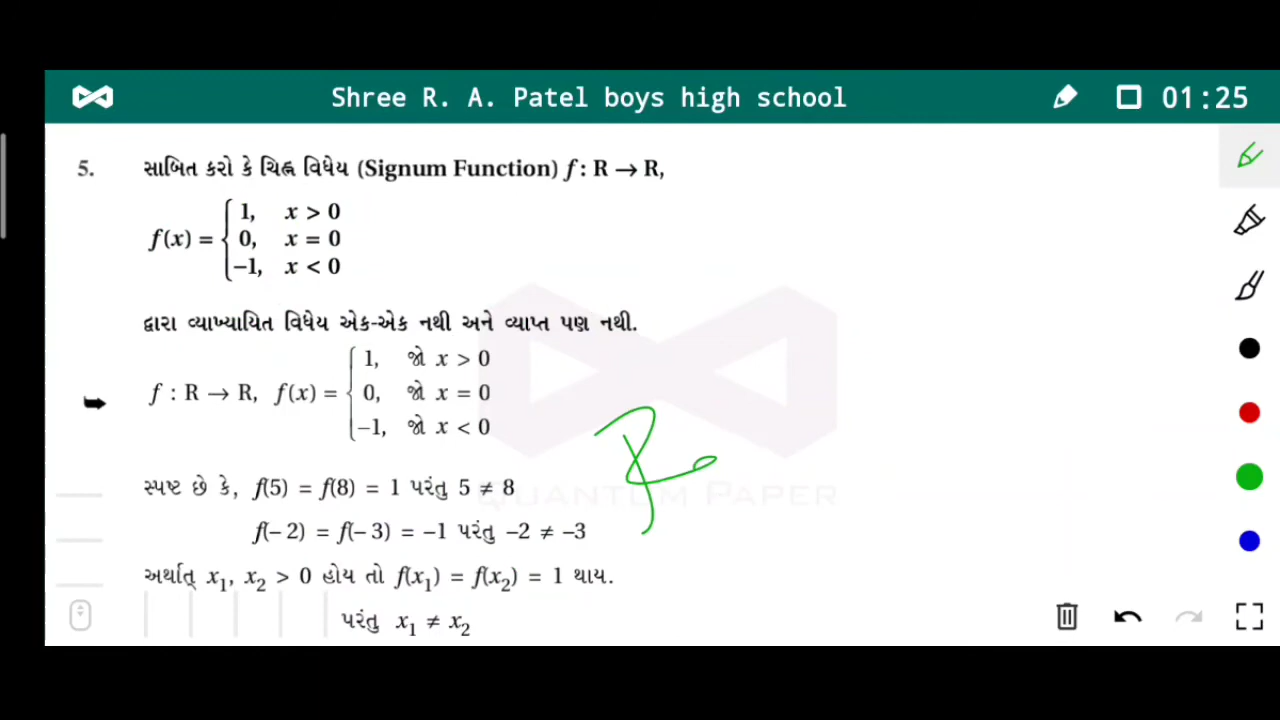 Shree R. A. Patel boys high school 01:25
5. સાબિત કરો કે ચિહ્ન વિધેય (Signum Function) f : R → R,
1, x > 0
f(x) = { 0, x = 0
–1, x < 0
દ્વારા વ્યાખ્યાયિત વિધેય એક-એક નથી અને વ્યાપ્ત પણ નથી.
1, જો x > 0
➥ f : R → R, f(x) = { 0, જો x = 0
–1, જો x < 0
સ્પષ્ટ છે કે, f(5) = f(8) = 1 પરંતુ 5 ≠ 8
QUANTUM PAPER
f(– 2) = f(– 3) = –1 પરંતુ –2 ≠ –3
અર્થાત્ x₁, x₂ > 0 હોય તો f(x₁) = f(x₂) = 1 થાય.
પરંતુ x₁ ≠ x₂